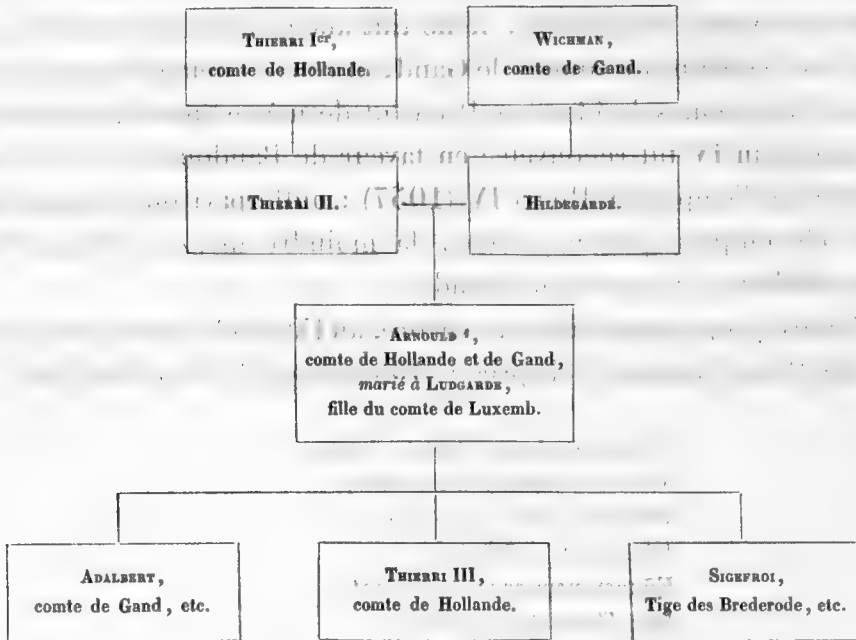 Thierri Ier,
comte de Hollande.
Wichman,
comte de Gand.
Thierri II.
Hildegarde.
Arnould 1,
comte de Hollande et de Gand,
marié à Ludgarde,
fille du comte de Luxemb.
Adalbert,
comte de Gand, etc.
Thierri III,
comte de Hollande.
Sigefroi,
Tige des Brederode, etc.